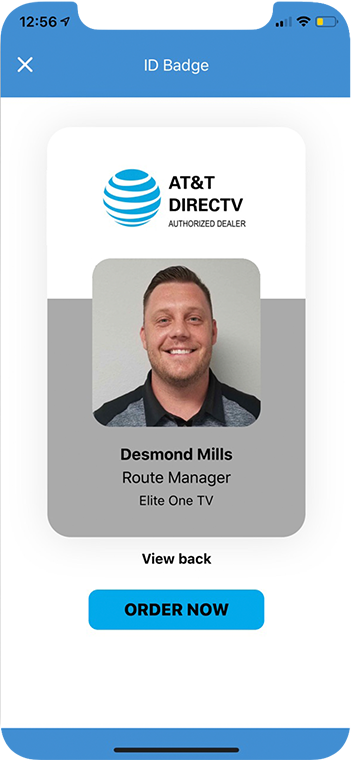 12:56
ID Badge
AT&T
DIRECTV
AUTHORIZED DEALER
Desmond Mills
Route Manager
Elite One TV
View back
ORDER NOW